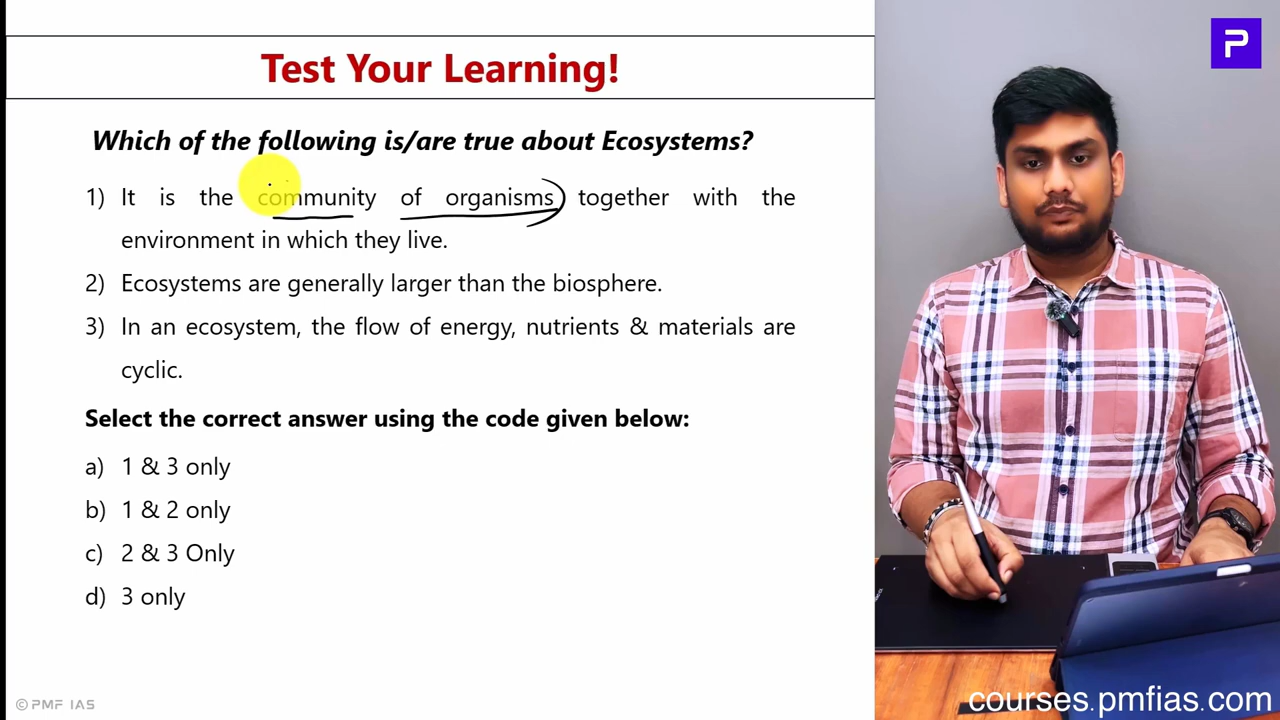 Test Your Learning!
Which of the following is/are true about Ecosystems?
1) It is the community of organisms together with the
environment in which they live.
2) Ecosystems are generally larger than the biosphere.
3) In an ecosystem, the flow of energy, nutrients & materials are
cyclic.
Select the correct answer using the code given below:
a) 1 & 3 only
b) 1 & 2 only
c) 2 & 3 Only
d) 3 only
© PMF IAS
P
courses.pmfias.com